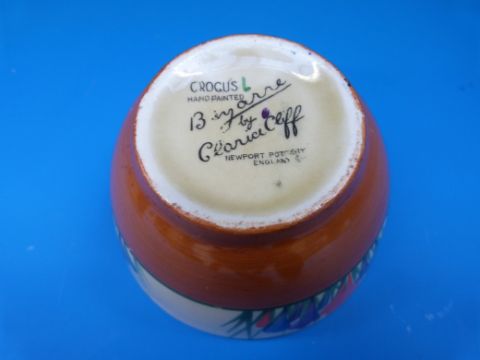 CROCUS L
HAND PAINTED
Bizarre
by
Clarice Cliff
NEWPORT POTTERY
ENGLAND